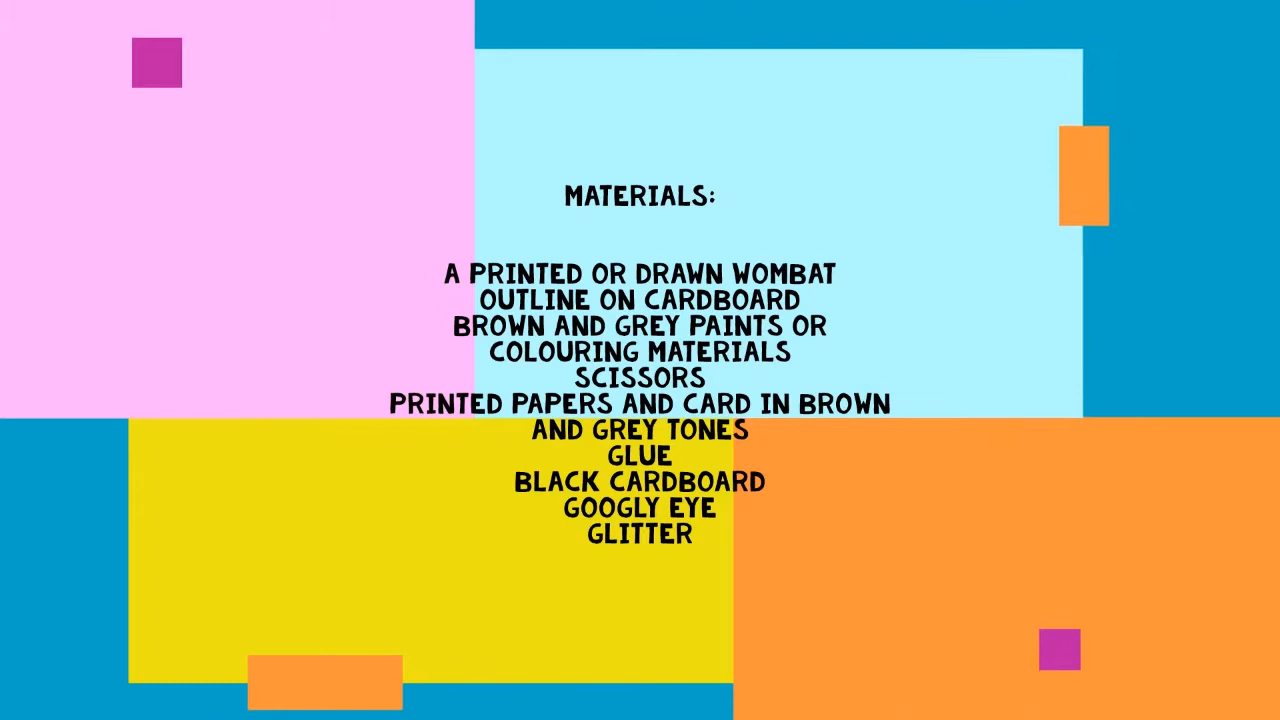 MATERIALS:
A PRINTED OR DRAWN WOMBAT
OUTLINE ON CARDBOARD
BROWN AND GREY PAINTS OR
COLOURING MATERIALS
SCISSORS
PRINTED PAPERS AND CARD IN BROWN
AND GREY TONES
GLUE
BLACK CARDBOARD
GOOGLY EYE
GLITTER